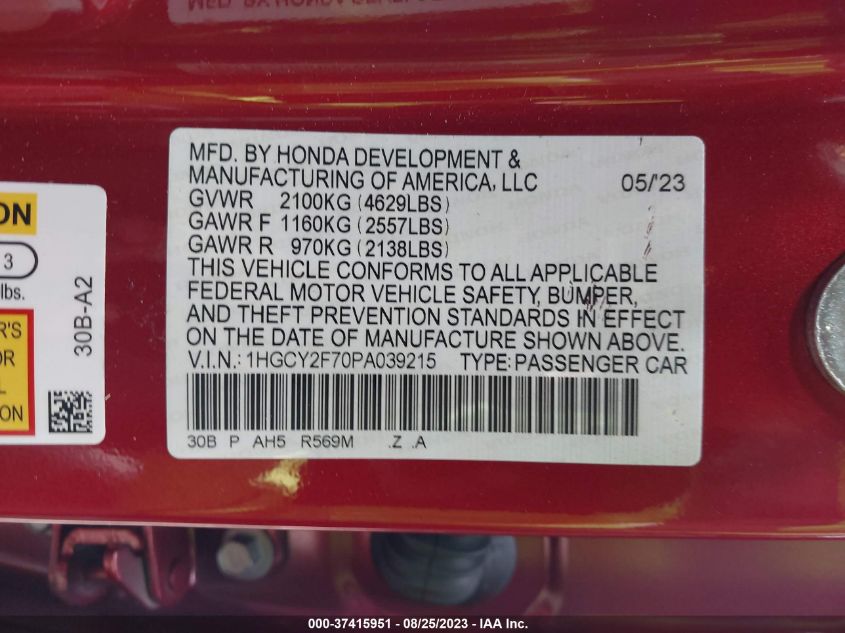 MFD. BY HONDA DEVELOPMENT &
MANUFACTURING OF AMERICA, LLC 05/'23
GVWR 2100KG (4629LBS)
GAWR F 1160KG (2557LBS)
GAWR R 970KG (2138LBS)
THIS VEHICLE CONFORMS TO ALL APPLICABLE
FEDERAL MOTOR VEHICLE SAFETY, BUMPER,
AND THEFT PREVENTION STANDARDS IN EFFECT
ON THE DATE OF MANUFACTURE SHOWN ABOVE.
V.I.N.: 1HGCY2F70PA039215 TYPE: PASSENGER CAR
30B P AH5 R569M .Z .A
ON
3
lbs.
R'S
OR
L
ION
30B-A2
000-37415951 - 08/25/2023 - IAA Inc.